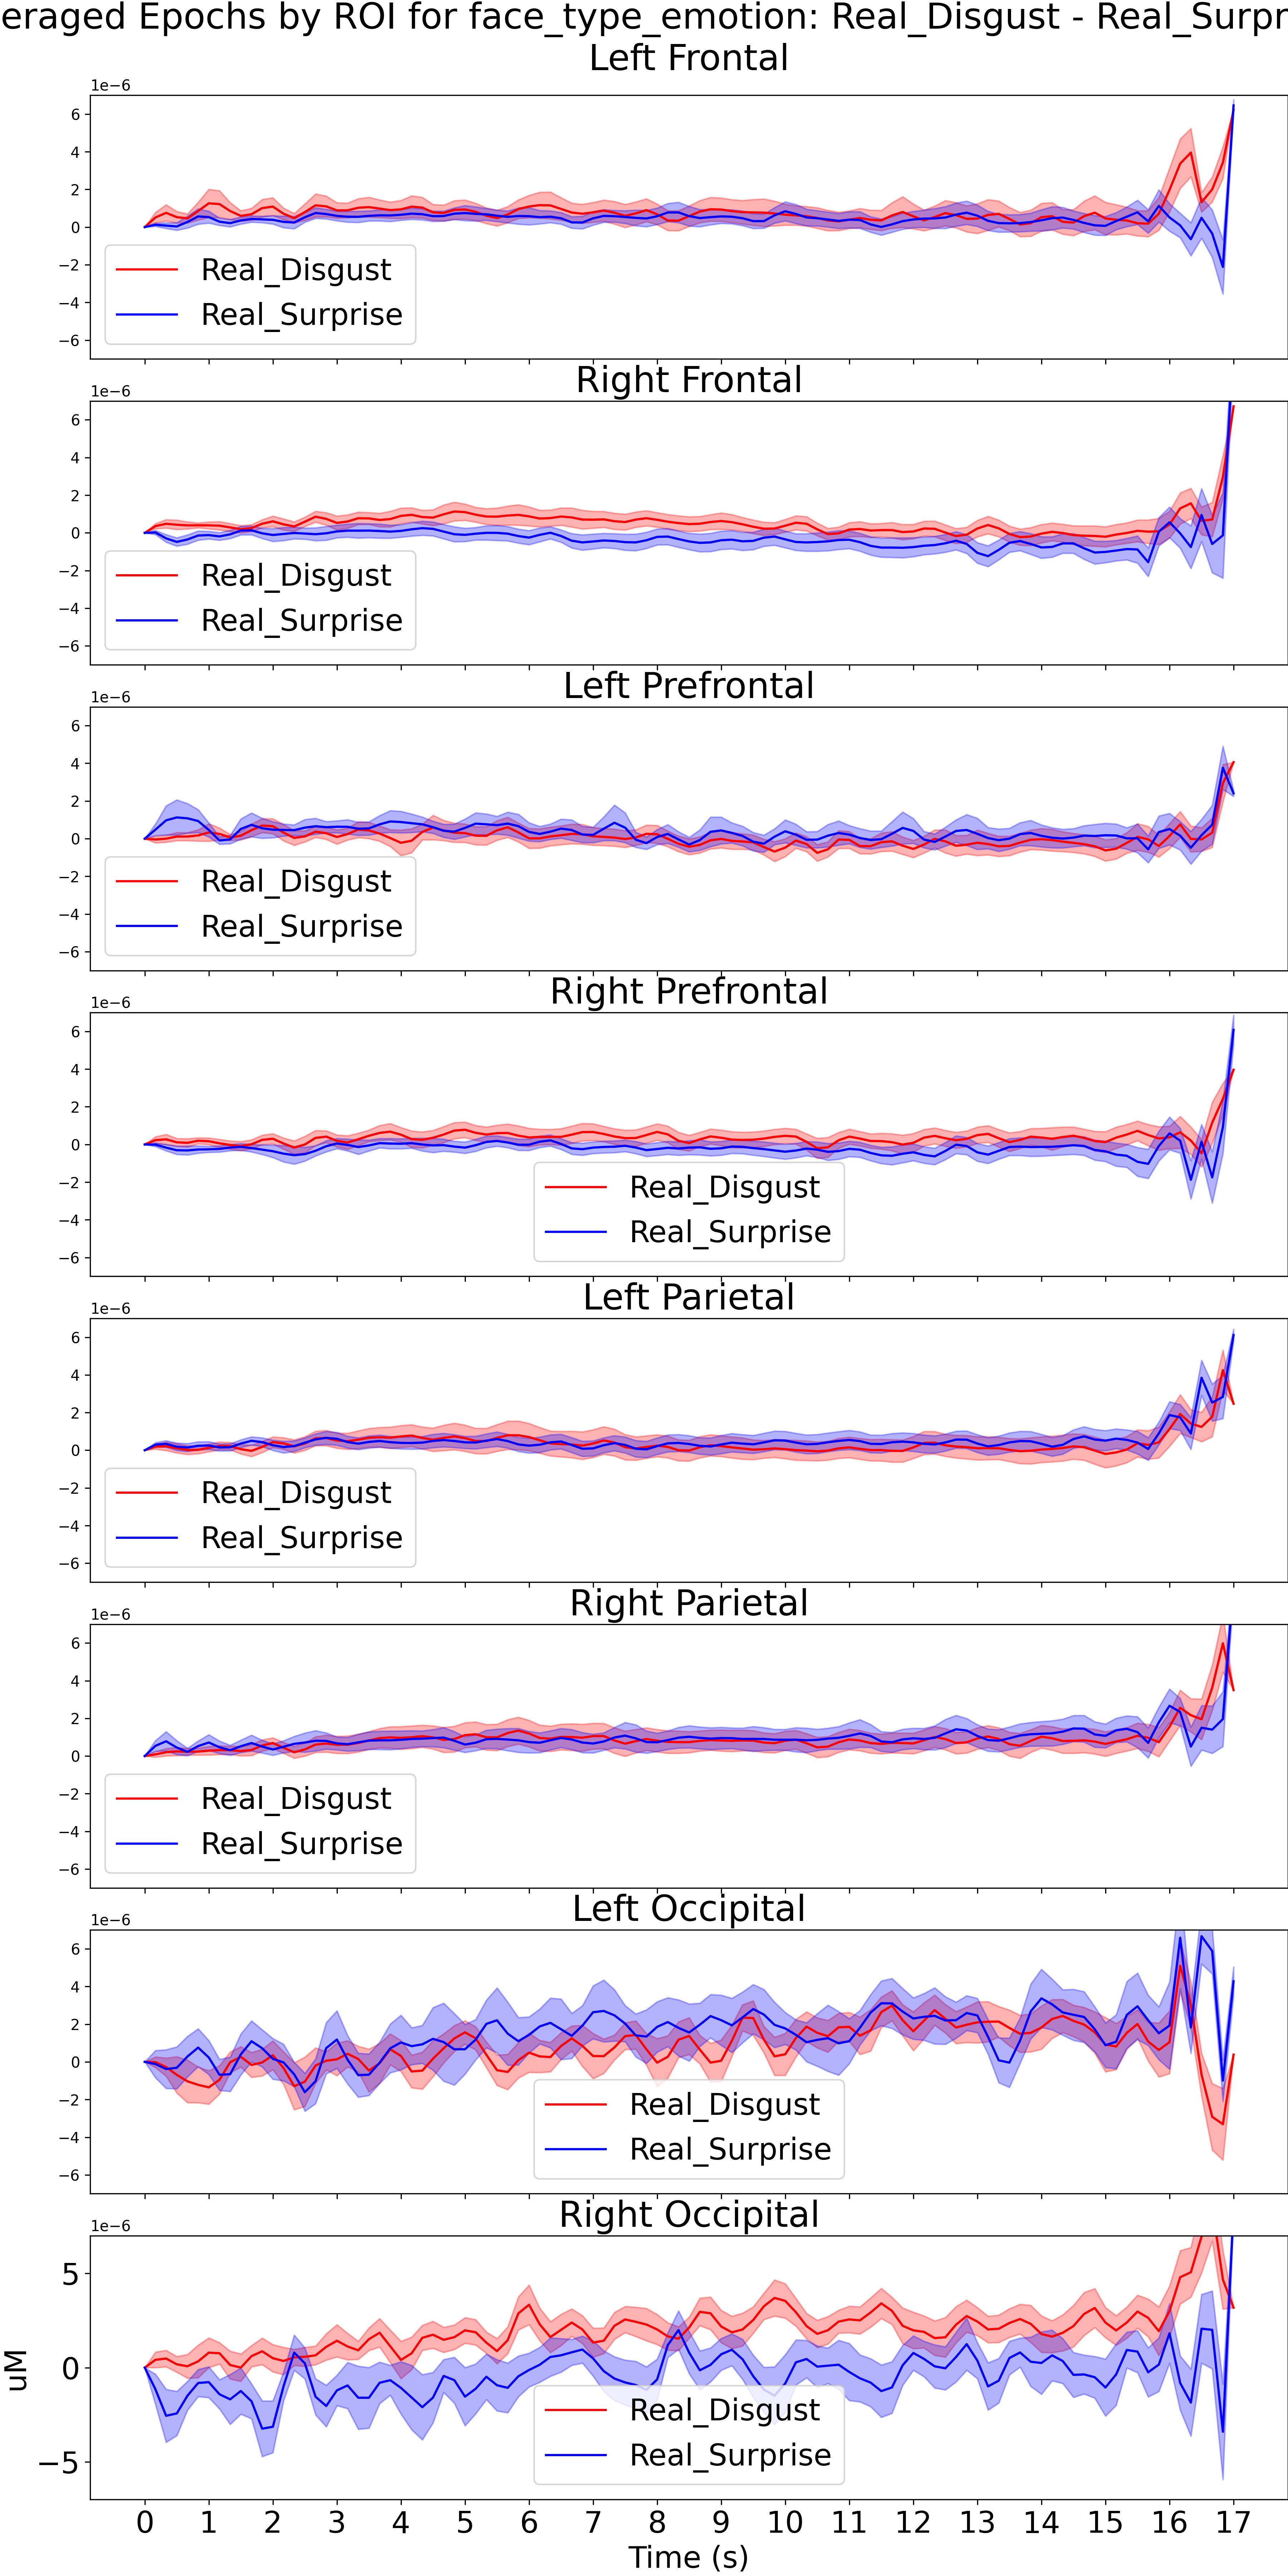 eraged Epochs by ROI for face_type_emotion: Real_Disgust - Real_Surpr
Left Frontal
1e−6
6
4
2
0
−2
−4
−6
Real_Disgust
Real_Surprise
Right Frontal
1e−6
6
4
2
0
−2
−4
−6
Real_Disgust
Real_Surprise
Left Prefrontal
1e−6
6
4
2
0
−2
−4
−6
Real_Disgust
Real_Surprise
Right Prefrontal
1e−6
6
4
2
0
−2
−4
−6
Real_Disgust
Real_Surprise
Left Parietal
1e−6
6
4
2
0
−2
−4
−6
Real_Disgust
Real_Surprise
Right Parietal
1e−6
6
4
2
0
−2
−4
−6
Real_Disgust
Real_Surprise
Left Occipital
1e−6
6
4
2
0
−2
−4
−6
Real_Disgust
Real_Surprise
Right Occipital
1e−6
5
0
−5
uM
Real_Disgust
Real_Surprise
0 1 2 3 4 5 6 7 8 9 10 11 12 13 14 15 16 17
Time (s)